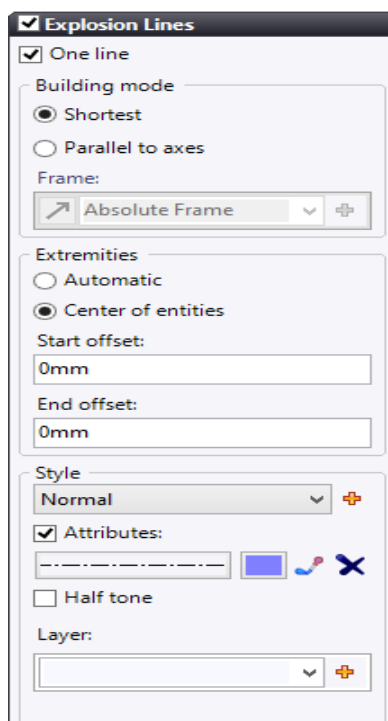 Explosion Lines
One line
Building mode
Shortest
Parallel to axes
Frame:
Absolute Frame
Extremities
Automatic
Center of entities
Start offset:
0mm
End offset:
0mm
Style
Normal
Attributes:
Half tone
Layer: